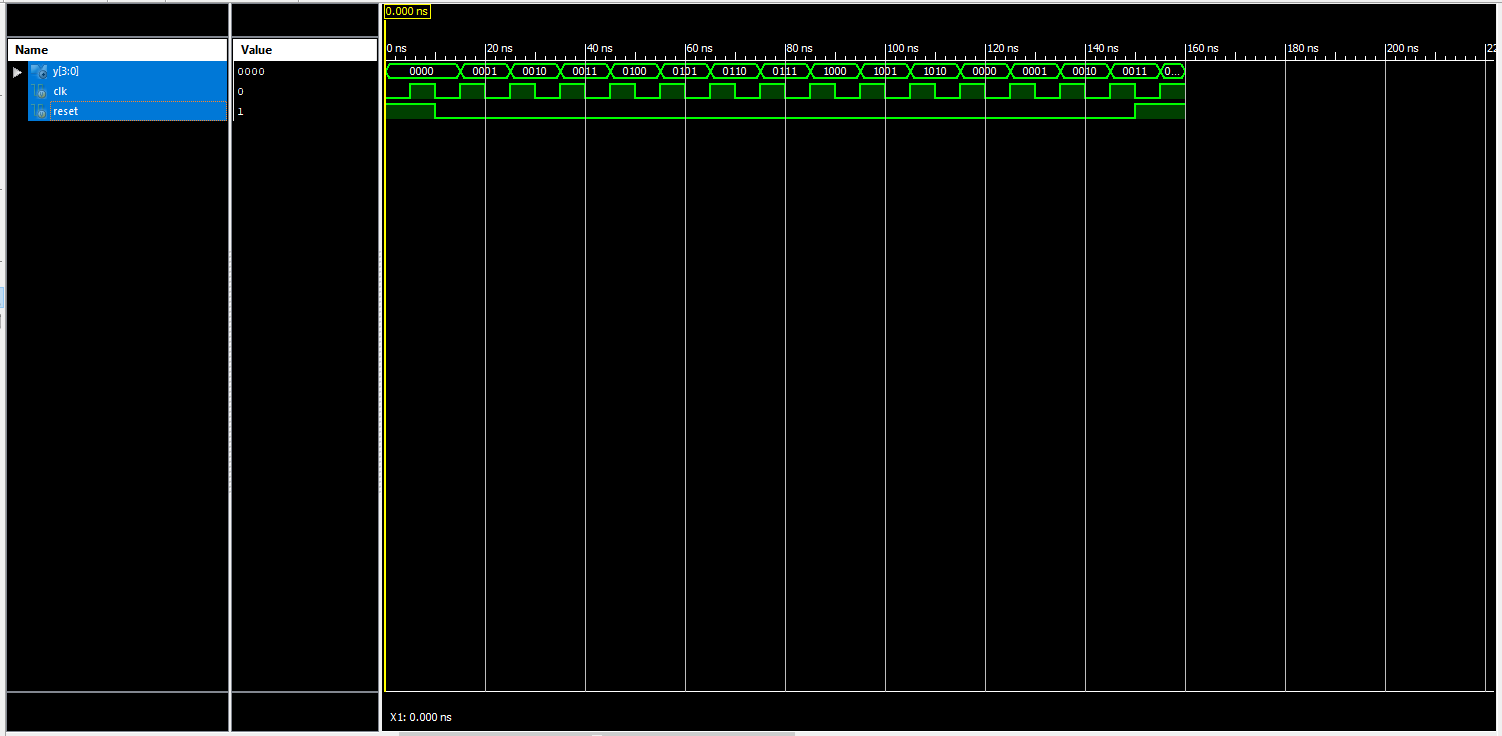 0.000 ns
Name Value
0 ns 20 ns 40 ns 60 ns 80 ns 100 ns 120 ns 140 ns 160 ns 180 ns 200 ns 22
y[3:0] 0000 0000 0001 0010 0011 0100 0101 0110 0111 1000 1001 1010 0000 0001 0010 0011 0...
clk 0
reset 1
X1: 0.000 ns